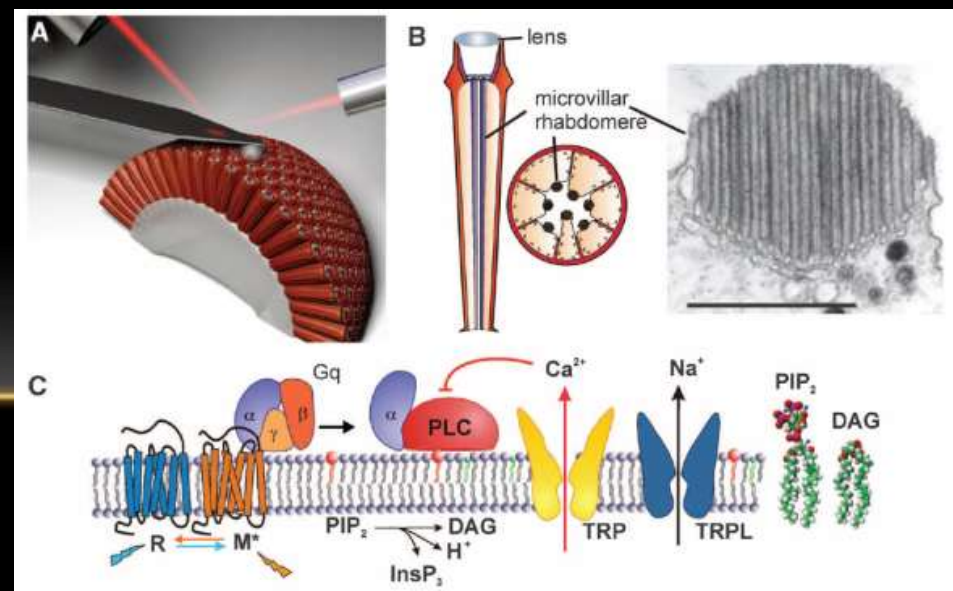 A
B
lens
microvillar
rhabdomere
C
Gq
α
β
γ
α
PLC
Ca²⁺
Na⁺
PIP₂
DAG
R
M*
PIP₂
DAG
H⁺
InsP₃
TRP
TRPL